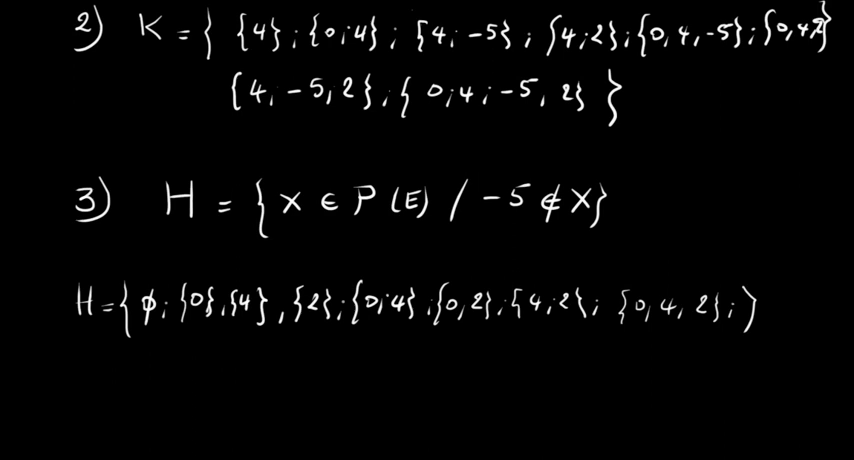 2) K = { {4} ; {0;4} ; {4;-5} ; {4;2} ; {0,4,-5} ; {0,4,2}
{4,-5,2} ; { 0;4;-5, 2} }
3) H = { X ∈ P(E) / -5 ∉ X}
H = { ϕ ; {0} , {4} , {2} ; {0;4} ; {0,2} ; {4;2} ; {0,4,2} ; }